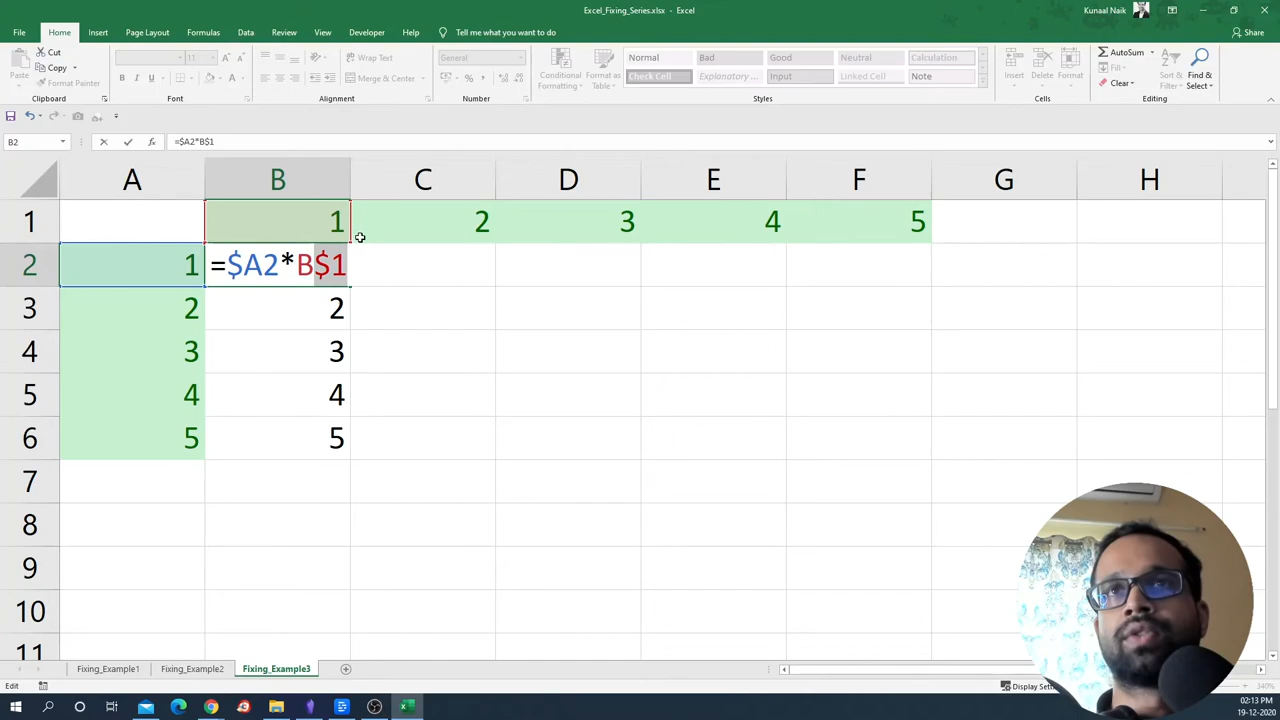 Excel_Fixing_Series.xlsx - Excel
Kunaal Naik
File Home Insert Page Layout Formulas Data Review View Developer Help Tell me what you want to do Share
Cut
Copy
Format Painter
Paste
Clipboard
11
Font
Wrap Text
Merge & Center
Alignment
General
Number
Conditional Formatting
Format as Table
Normal Bad Good Neutral Calculation
Check Cell Explanatory ... Input Linked Cell Note
Styles
Insert Delete Format
Cells
AutoSum
Fill
Clear
Sort & Filter
Find & Select
Editing
B2 =$A2*B$1
A B C D E F G H
1 1 2 3 4 5
2 1 =$A2*B$1
3 2 2
4 3 3
5 4 4
6 5 5
7
8
9
10
11
Fixing_Example1 Fixing_Example2 Fixing_Example3
Edit
340%
02:13 PM
19-12-2020